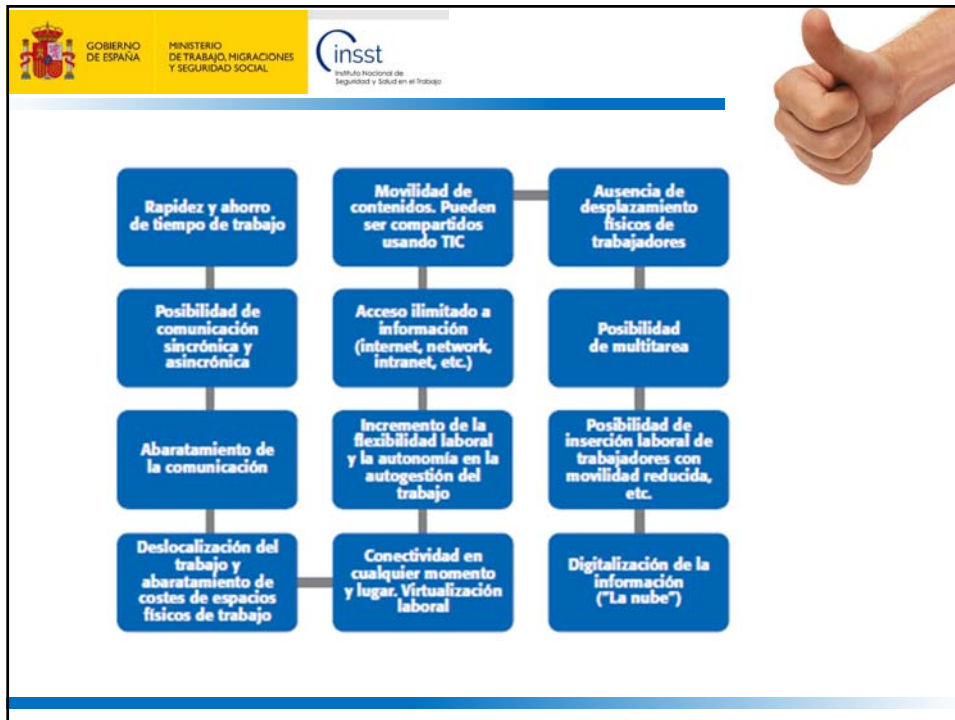 GOBIERNO
DE ESPAÑA
MINISTERIO
DE TRABAJO, MIGRACIONES
Y SEGURIDAD SOCIAL
insst
Instituto Nacional de
Seguridad y Salud en el Trabajo
Rapidez y ahorro
de tiempo de trabajo
Posibilidad de
comunicación
sincrónica y
asincrónica
Abaratamiento de
la comunicación
Deslocalización del
trabajo y
abaratamiento de
costes de espacios
físicos de trabajo
Conectividad en
cualquier momento
y lugar. Virtualización
laboral
Incremento de la
flexibilidad laboral
y la autonomía en la
autogestión del
trabajo
Acceso ilimitado a
información
(internet, network,
intranet, etc.)
Movilidad de
contenidos. Pueden
ser compartidos
usando TIC
Ausencia de
desplazamiento
físicos de
trabajadores
Posibilidad
de multitarea
Posibilidad de
inserción laboral de
trabajadores con
movilidad reducida,
etc.
Digitalización de la
información
("La nube")